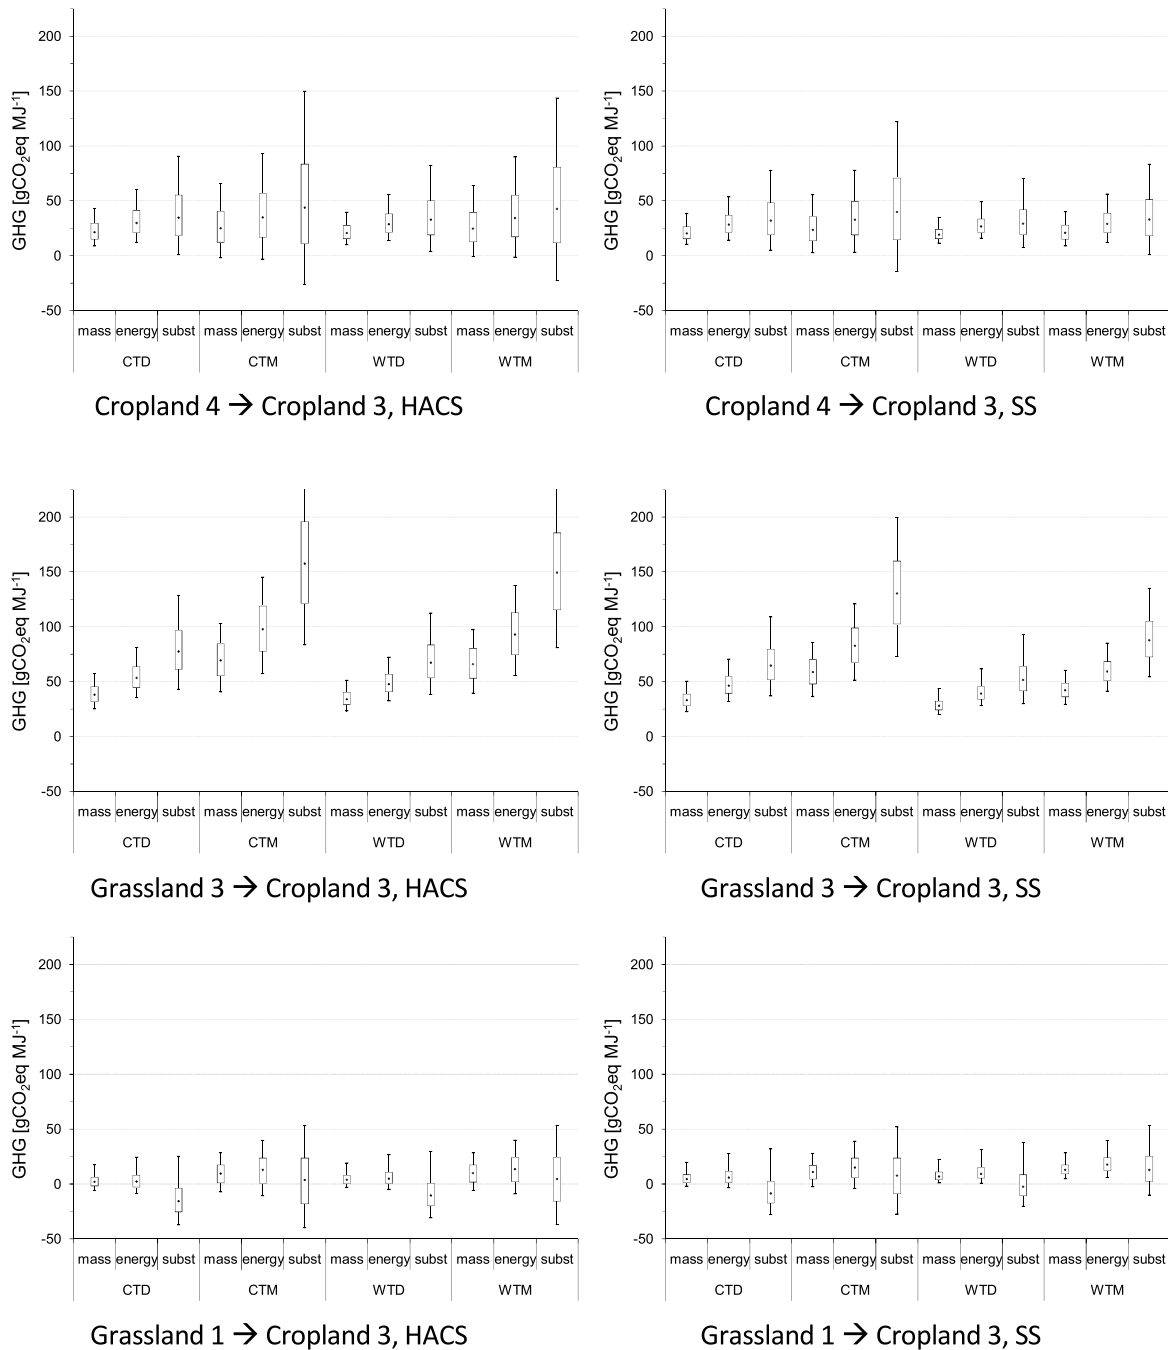 200
150
100
50
0
-50
GHG [gCO₂eq MJ⁻¹]
mass energy subst mass energy subst mass energy subst mass energy subst
CTD CTM WTD WTM
Cropland 4 → Cropland 3, HACS
200
150
100
50
0
-50
GHG [gCO₂eq MJ⁻¹]
mass energy subst mass energy subst mass energy subst mass energy subst
CTD CTM WTD WTM
Cropland 4 → Cropland 3, SS
200
150
100
50
0
-50
GHG [gCO₂eq MJ⁻¹]
mass energy subst mass energy subst mass energy subst mass energy subst
CTD CTM WTD WTM
Grassland 3 → Cropland 3, HACS
200
150
100
50
0
-50
GHG [gCO₂eq MJ⁻¹]
mass energy subst mass energy subst mass energy subst mass energy subst
CTD CTM WTD WTM
Grassland 3 → Cropland 3, SS
200
150
100
50
0
-50
GHG [gCO₂eq MJ⁻¹]
mass energy subst mass energy subst mass energy subst mass energy subst
CTD CTM WTD WTM
Grassland 1 → Cropland 3, HACS
200
150
100
50
0
-50
GHG [gCO₂eq MJ⁻¹]
mass energy subst mass energy subst mass energy subst mass energy subst
CTD CTM WTD WTM
Grassland 1 → Cropland 3, SS